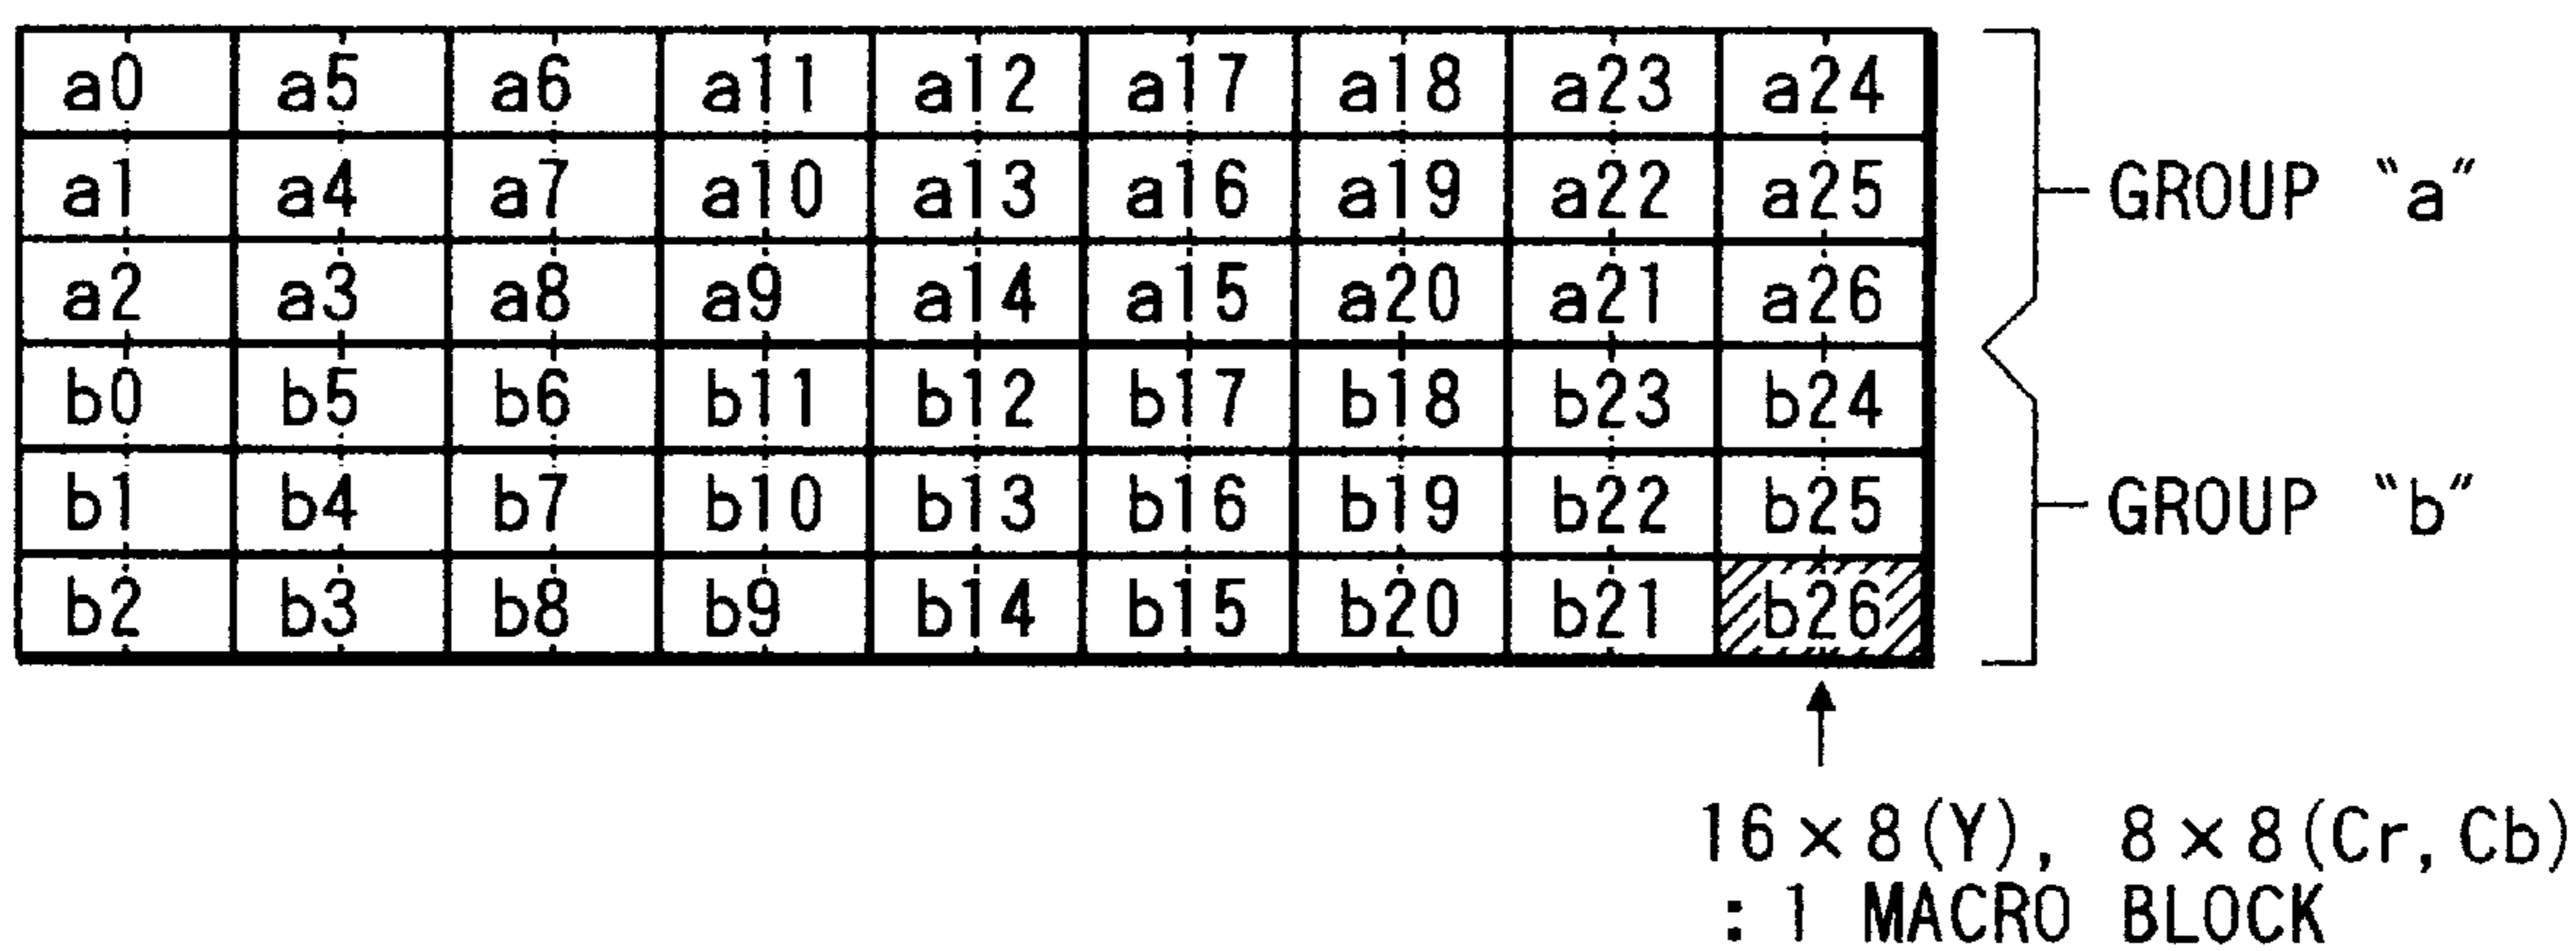 a0 a5 a6 a11 a12 a17 a18 a23 a24
a1 a4 a7 a10 a13 a16 a19 a22 a25
a2 a3 a8 a9 a14 a15 a20 a21 a26
b0 b5 b6 b11 b12 b17 b18 b23 b24
b1 b4 b7 b10 b13 b16 b19 b22 b25
b2 b3 b8 b9 b14 b15 b20 b21 b26
GROUP "a"
GROUP "b"
16×8(Y), 8×8(Cr,Cb)
: 1 MACRO BLOCK